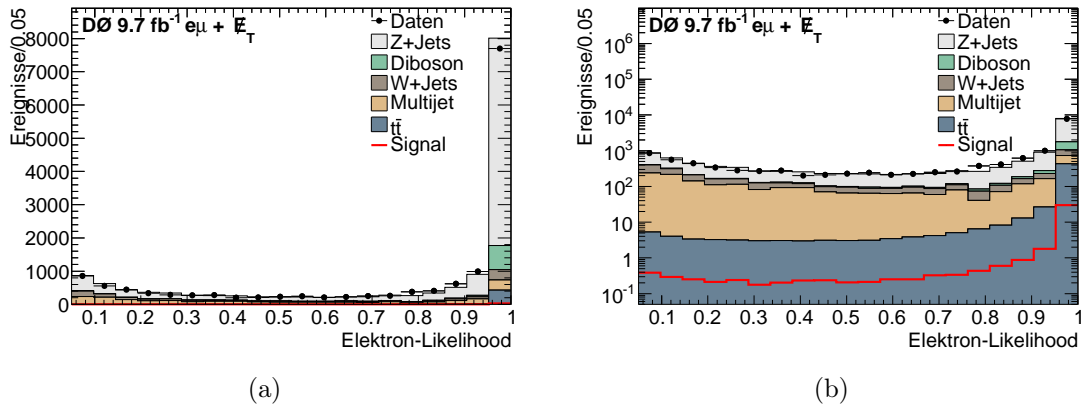 DØ 9.7 fb⁻¹ eμ + E̸_T
Daten
Z+Jets
Diboson
W+Jets
Multijet
tt̄
Signal
Ereignisse/0.05
8000
7000
6000
5000
4000
3000
2000
1000
0
0.1 0.2 0.3 0.4 0.5 0.6 0.7 0.8 0.9 1
Elektron-Likelihood
(a)
DØ 9.7 fb⁻¹ eμ + E̸_T
Daten
Z+Jets
Diboson
W+Jets
Multijet
tt̄
Signal
Ereignisse/0.05
10⁶
10⁵
10⁴
10³
10²
10
1
10⁻¹
0.1 0.2 0.3 0.4 0.5 0.6 0.7 0.8 0.9 1
Elektron-Likelihood
(b)